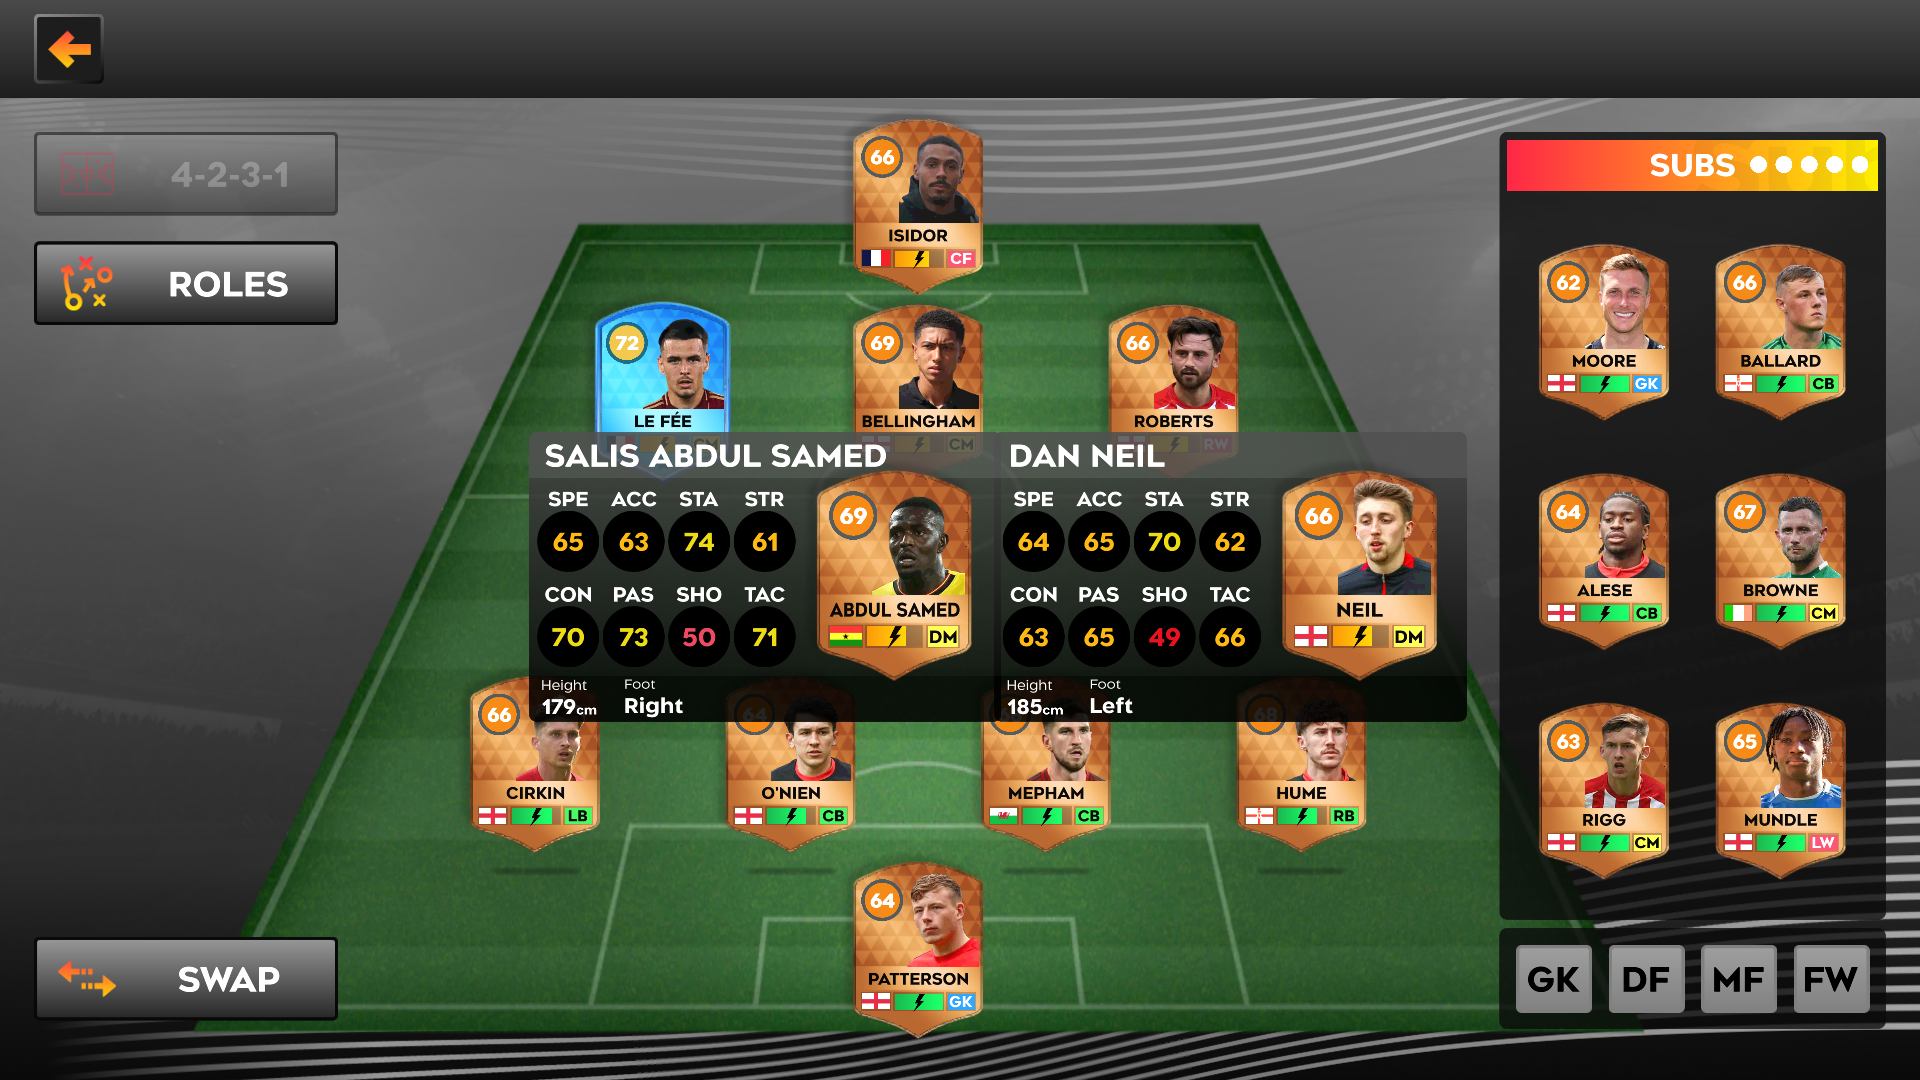 4-2-3-1
ROLES
SUBS
66
ISIDOR
CF
72
LE FÉE
CM
69
BELLINGHAM
CM
66
ROBERTS
RW
SALIS ABDUL SAMED
SPE ACC STA STR
65 63 74 61
CON PAS SHO TAC
70 73 50 71
Height Foot
179cm Right
69
ABDUL SAMED
DM
DAN NEIL
SPE ACC STA STR
64 65 70 62
CON PAS SHO TAC
63 65 49 66
Height Foot
185cm Left
66
NEIL
DM
66
CIRKIN
LB
64
O'NIEN
CB
MEPHAM
CB
68
HUME
RB
64
PATTERSON
GK
62
MOORE
GK
66
BALLARD
CB
64
ALESE
CB
67
BROWNE
CM
63
RIGG
CM
65
MUNDLE
LW
SWAP
GK DF MF FW